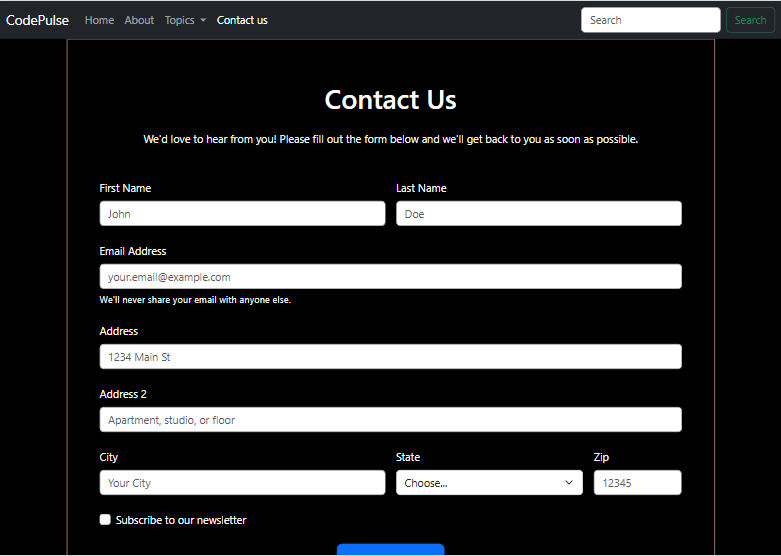 CodePulse Home About Topics Contact us Search Search
Contact Us
We'd love to hear from you! Please fill out the form below and we'll get back to you as soon as possible.
First Name Last Name
John Doe
Email Address
your.email@example.com
We'll never share your email with anyone else.
Address
1234 Main St
Address 2
Apartment, studio, or floor
City State Zip
Your City Choose... 12345
Subscribe to our newsletter